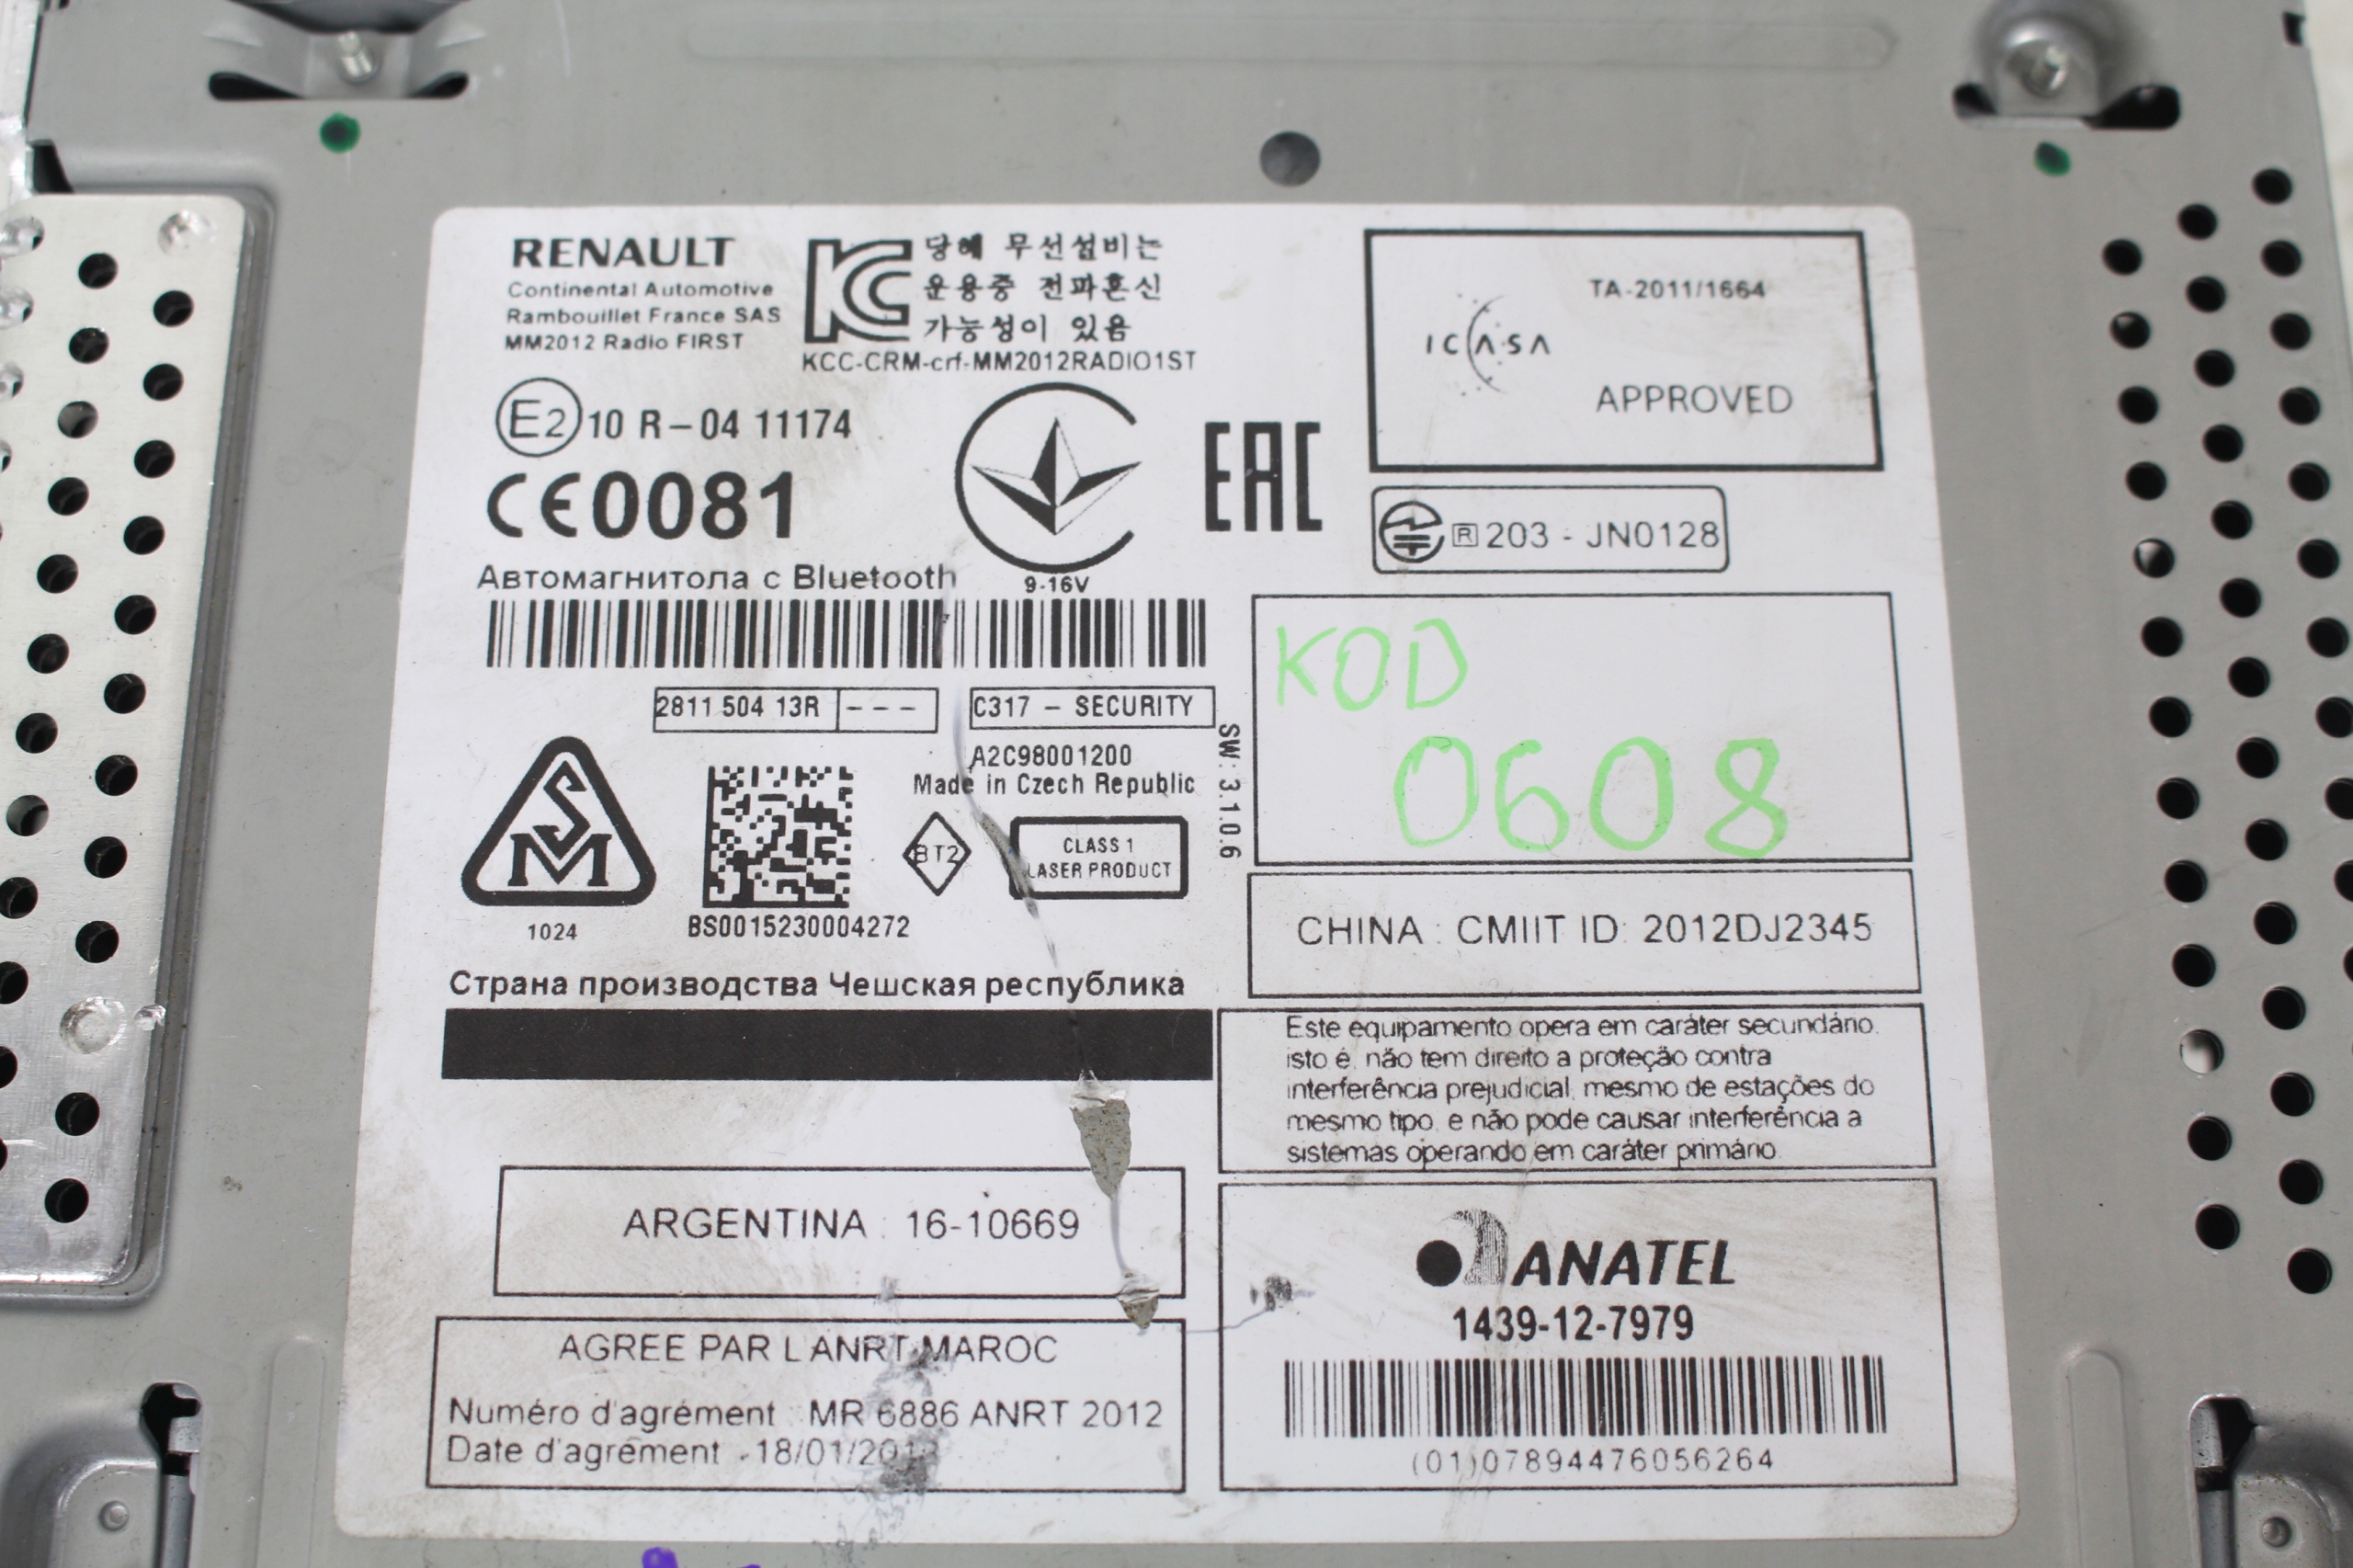 RENAULT
Continental Automotive
Rambouillet France SAS
MM2012 Radio FIRST
당해 무선설비는
운용중 전파혼신
가능성이 있음
KCC-CRM-crf-MM2012RADIO1ST
E2 10 R-04 11174
CE0081
EAC
Автомагнитола с Bluetooth
9-16V
2811 504 13R ---
C317 - SECURITY
A2C98001200
Made in Czech Republic
SW: 3.1.0.6
SM
1024
BS0015230004272
BT2
CLASS 1
LASER PRODUCT
Страна производства Чешская республика
ARGENTINA : 16-10669
AGREE PAR L ANRT MAROC
Numéro d'agrément : MR 6886 ANRT 2012
Date d'agrément : 18/01/
TA-2011/1664
ICASA
APPROVED
R 203 - JN0128
KOD
0608
CHINA : CMIIT ID: 2012DJ2345
Este equipamento opera em caráter secundário.
isto é, não tem direito a proteção contra
interferência prejudicial, mesmo de estações do
mesmo tipo, e não pode causar interferência a
sistemas operando em caráter primário.
ANATEL
1439-12-7979
(01)07894476056264